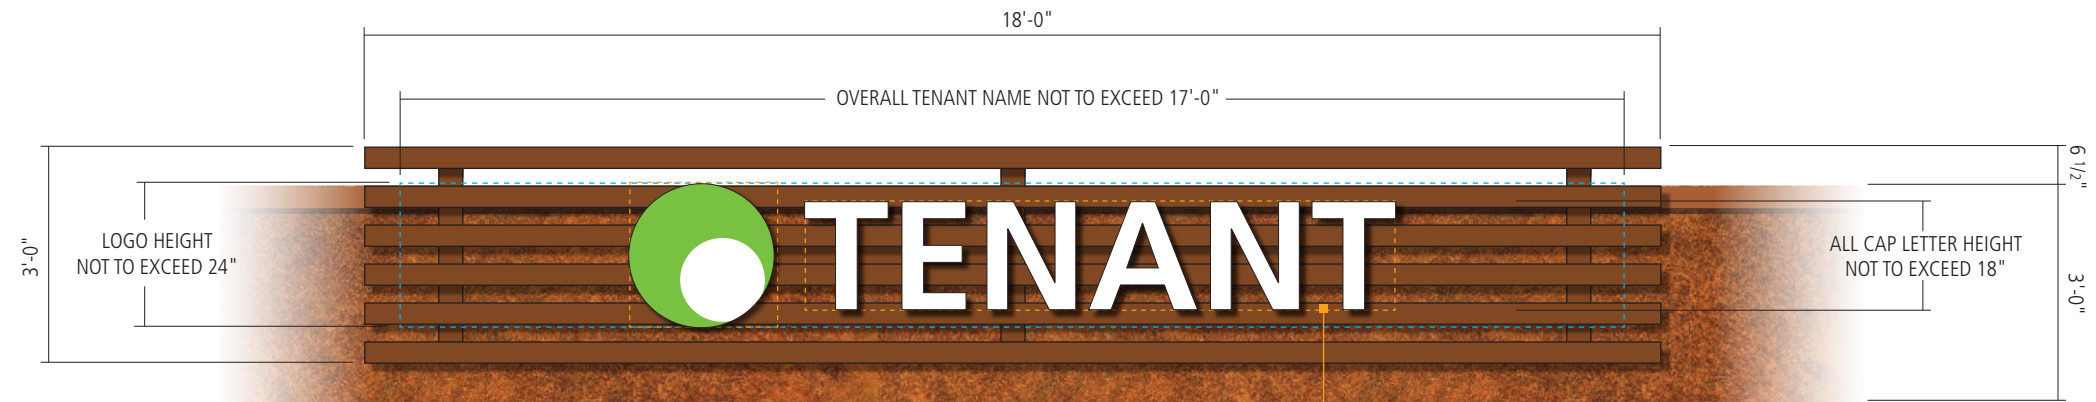 18'-0"
OVERALL TENANT NAME NOT TO EXCEED 17'-0"
6 1/2"
3'-0"
LOGO HEIGHT
NOT TO EXCEED 24"
TENANT
ALL CAP LETTER HEIGHT
NOT TO EXCEED 18"
3'-0"